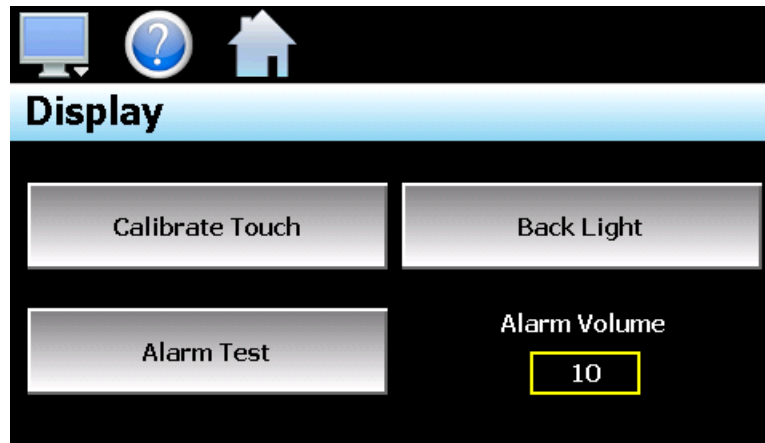 ?
Display
Calibrate Touch
Back Light
Alarm Test
Alarm Volume
10